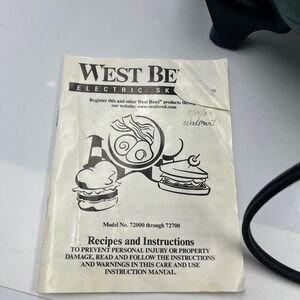 WEST BE
ELECTRIC SK
Register this and other West Bend® products through
our website: www.westbend.com
Walmart
Model No. 72000 through 72700
Recipes and Instructions
TO PREVENT PERSONAL INJURY OR PROPERTY
DAMAGE, READ AND FOLLOW THE INSTRUCTIONS
AND WARNINGS IN THIS CARE AND USE
INSTRUCTION MANUAL.